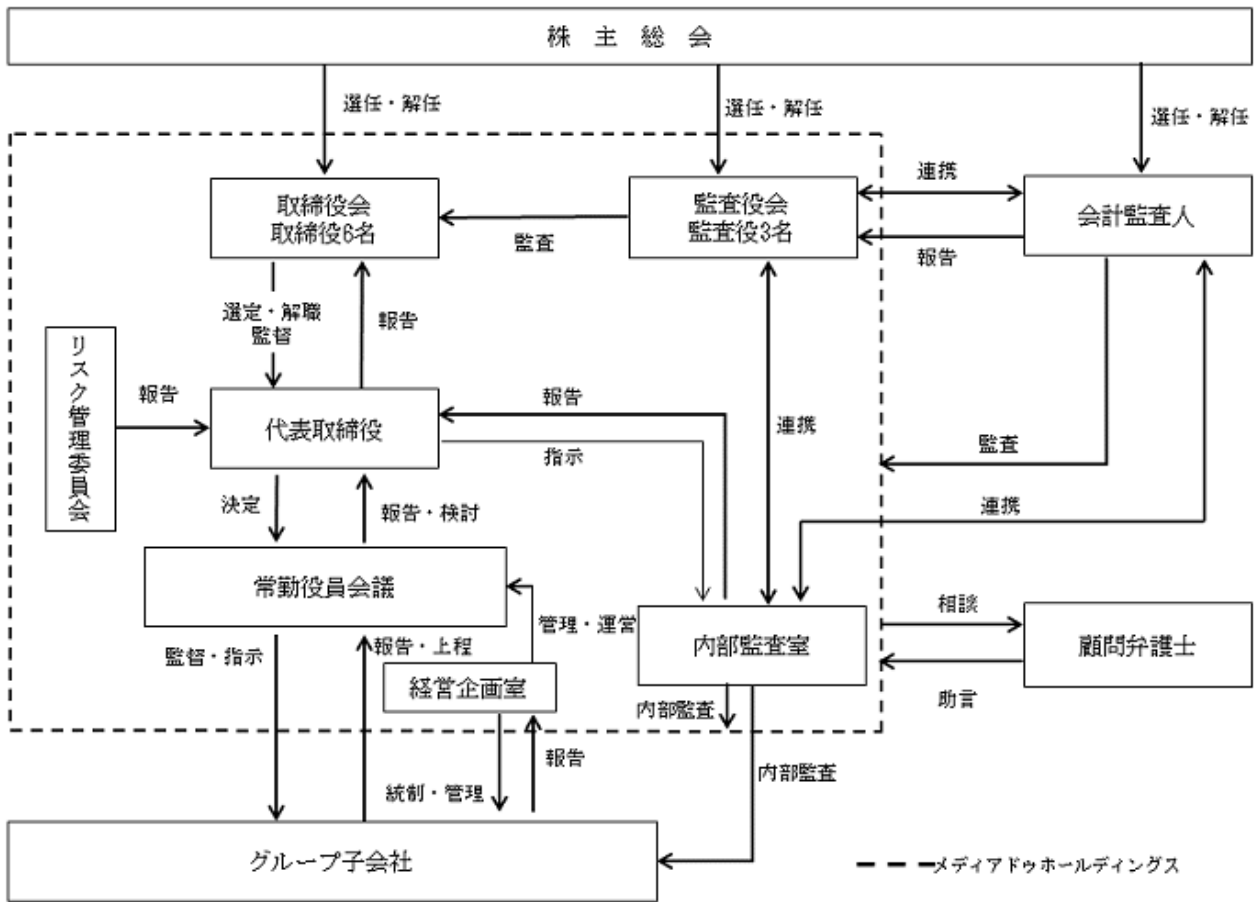 株主総会
選任・解任
選任・解任
選任・解任
取締役会
取締役6名
監査
監査役会
監査役3名
連携
報告
会計監査人
選定・解職
監督
報告
リスク管理委員会
報告
代表取締役
報告
指示
連携
監査
連携
決定
報告・検討
常勤役員会議
管理・運営
内部監査室
相談
助言
顧問弁護士
監督・指示
報告・上程
経営企画室
内部監査
報告
統制・管理
内部監査
グループ子会社
メディアドゥホールディングス